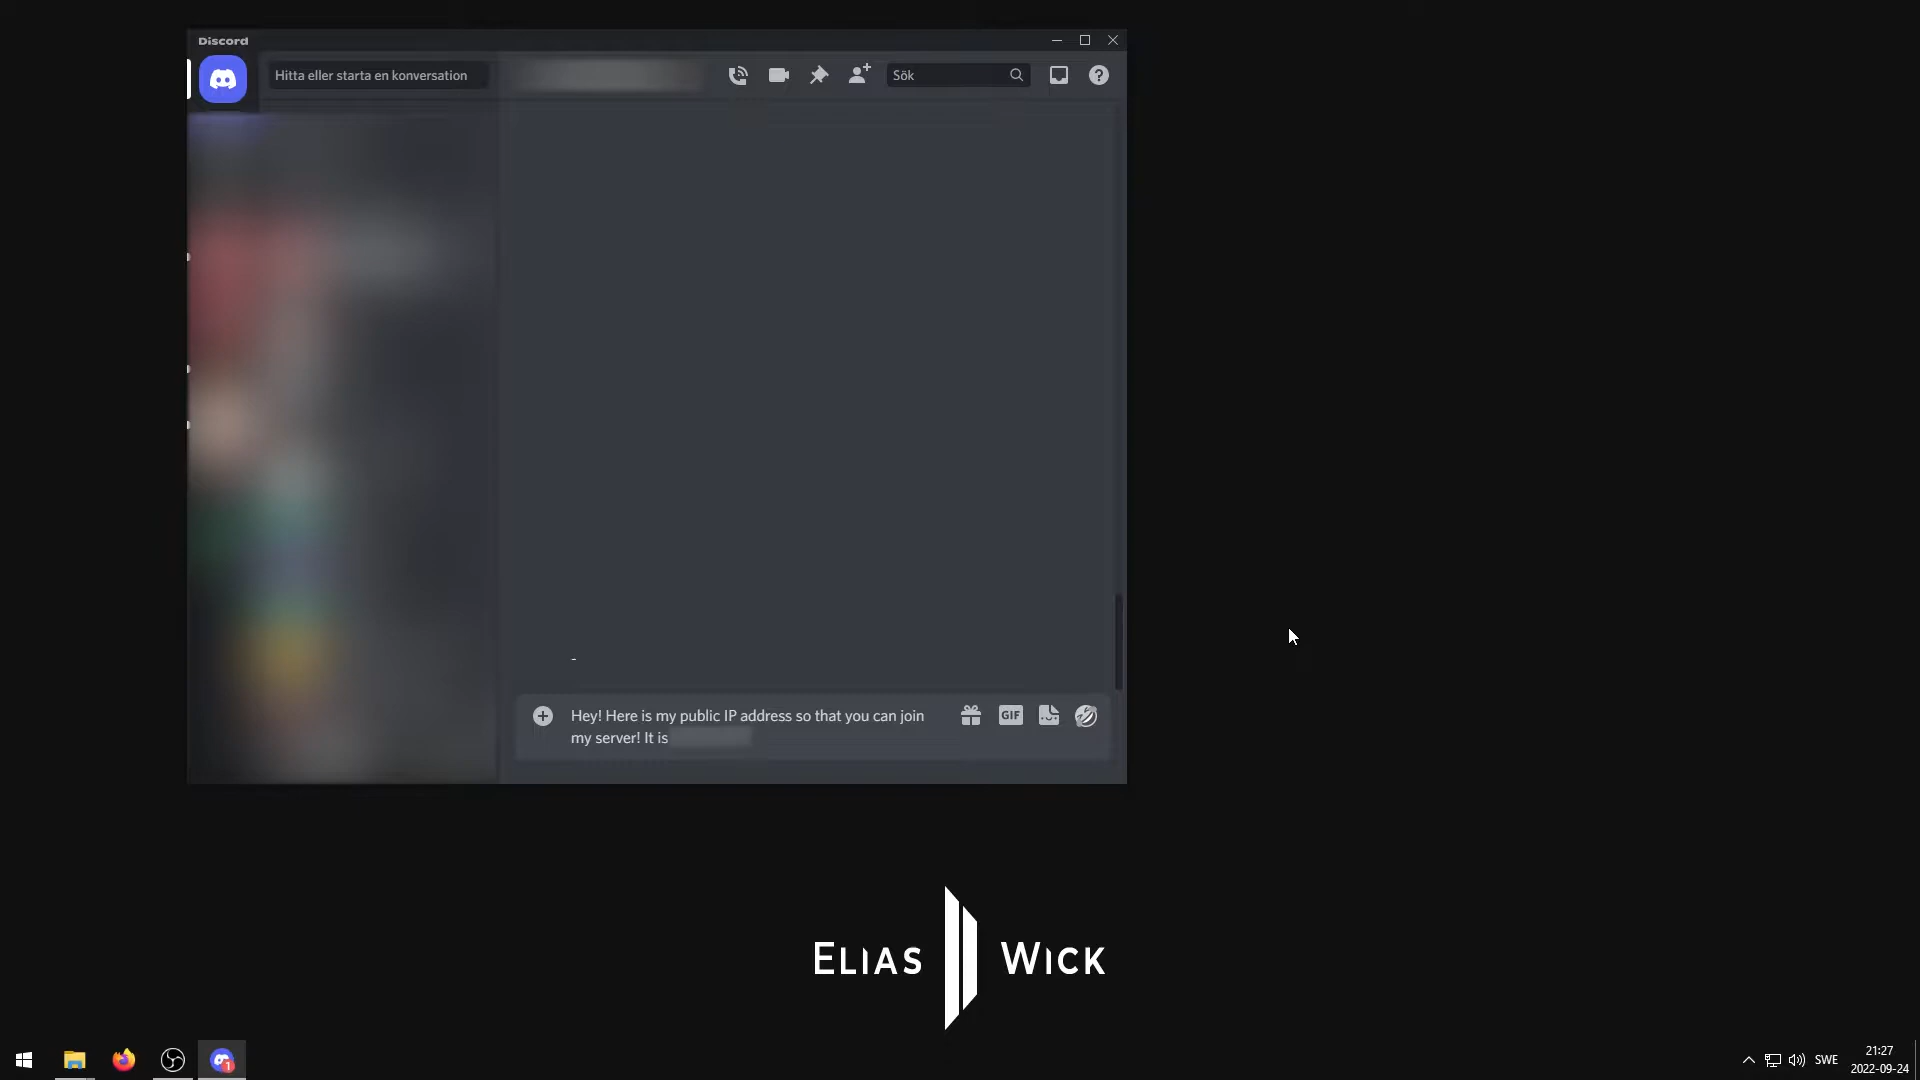 Discord
Hitta eller starta en konversation
Sök
-
Hey! Here is my public IP address so that you can join
my server! It is
GIF
ELIAS WICK
1
SWE
21:27
2022-09-24